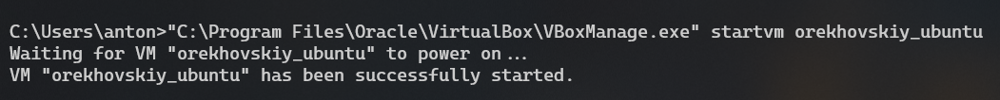 C:\Users\anton>"C:\Program Files\Oracle\VirtualBox\VBoxManage.exe" startvm orekhovskiy_ubuntu
Waiting for VM "orekhovskiy_ubuntu" to power on...
VM "orekhovskiy_ubuntu" has been successfully started.